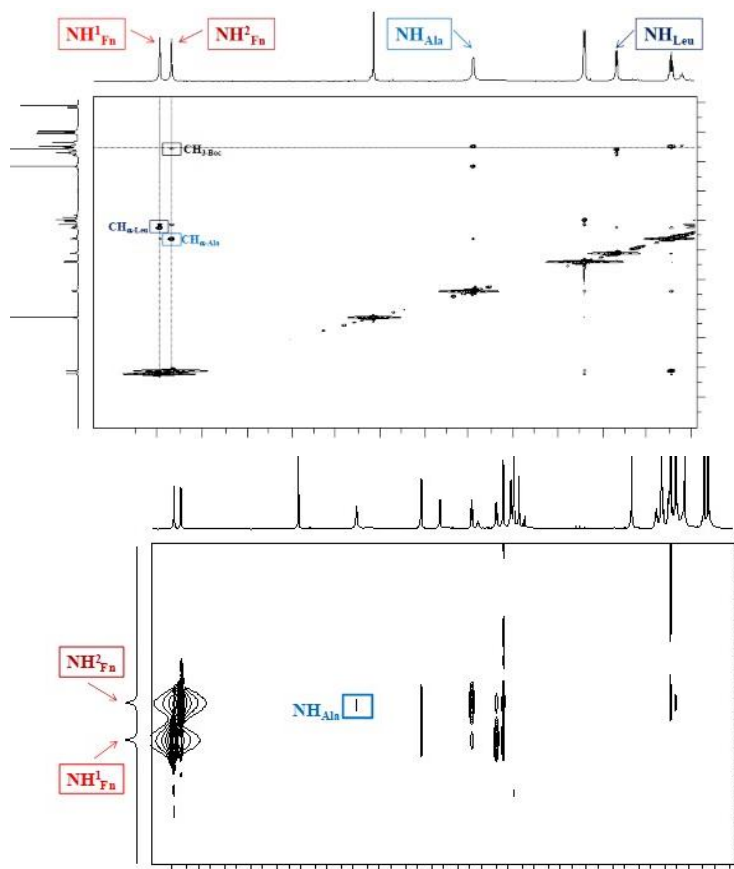 NH¹Fn
NH²Fn
NHAla
NHLeu
CH3-Boc
CHα-Leu
CHα-Ala
NH²Fn
NHAla
NH¹Fn